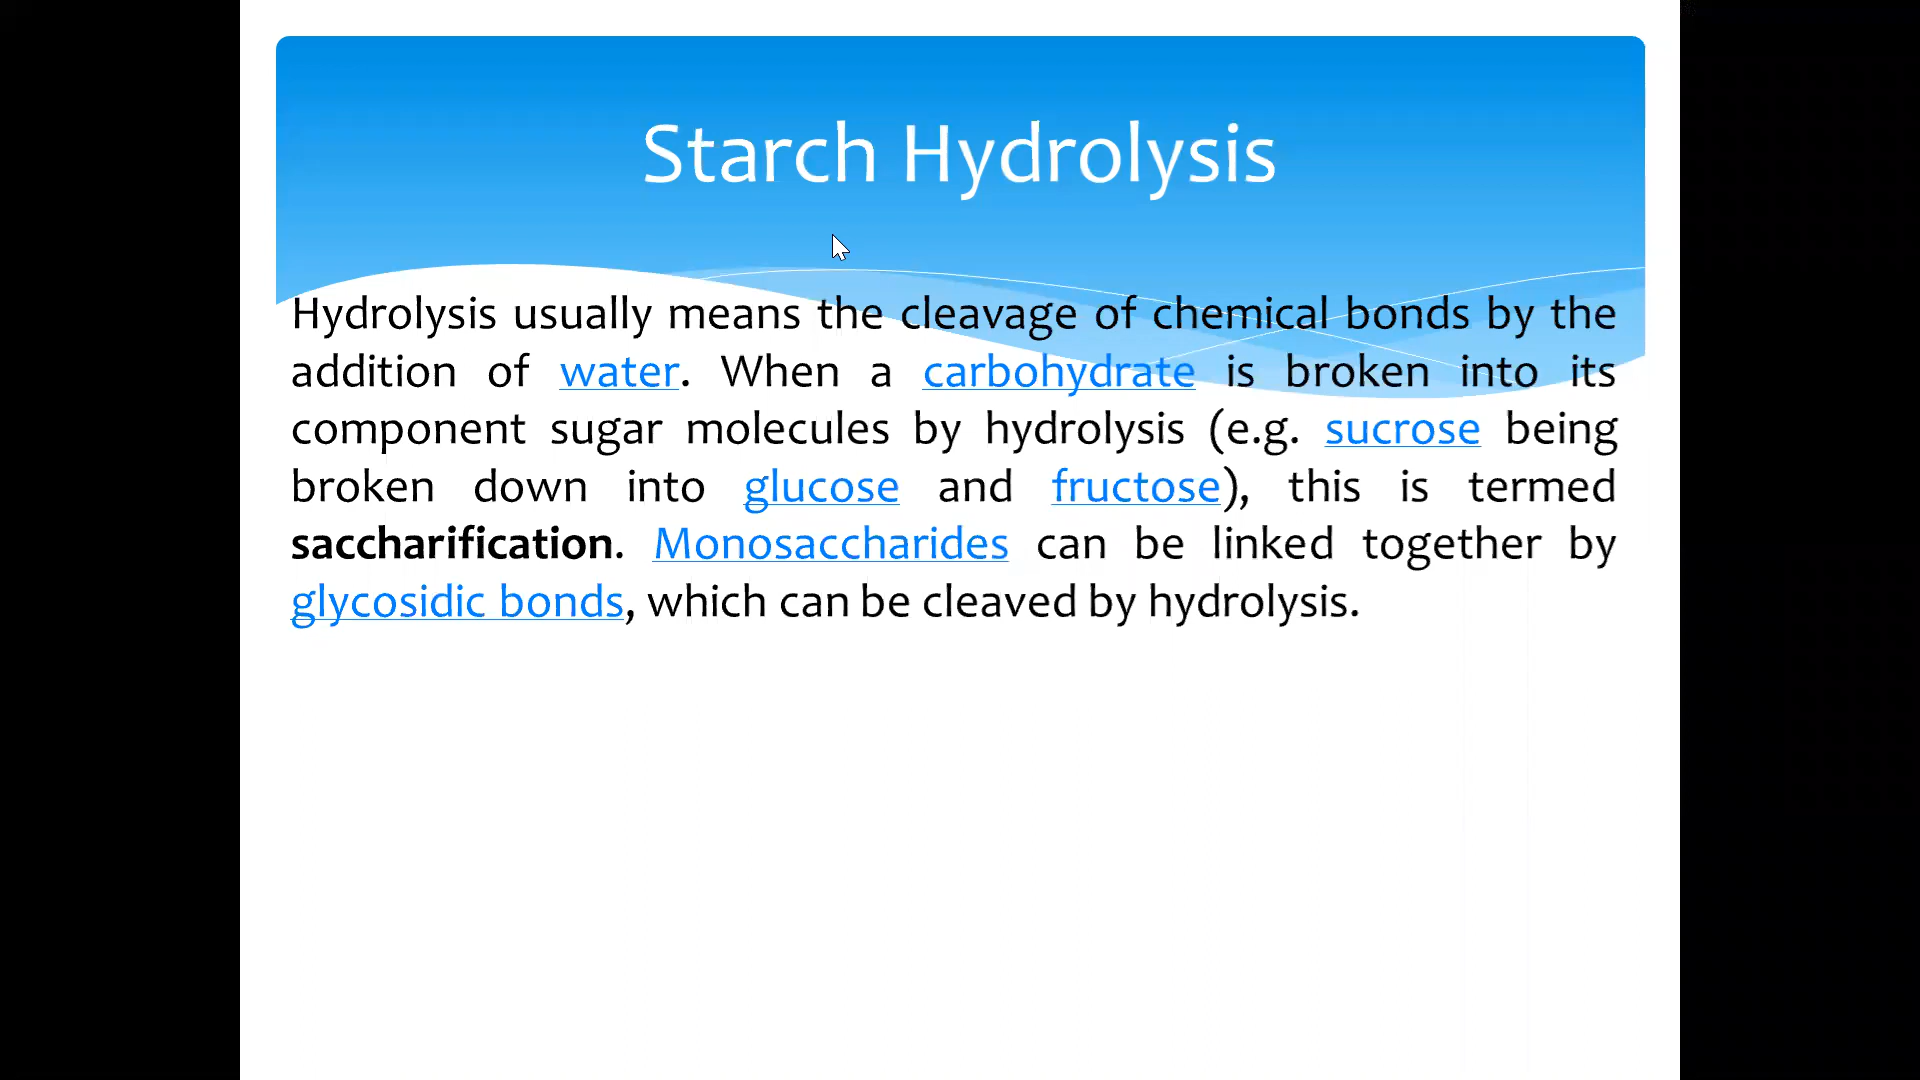 Starch Hydrolysis
Hydrolysis usually means the cleavage of chemical bonds by the
addition of water. When a carbohydrate is broken into its
component sugar molecules by hydrolysis (e.g. sucrose being
broken down into glucose and fructose), this is termed
saccharification. Monosaccharides can be linked together by
glycosidic bonds, which can be cleaved by hydrolysis.